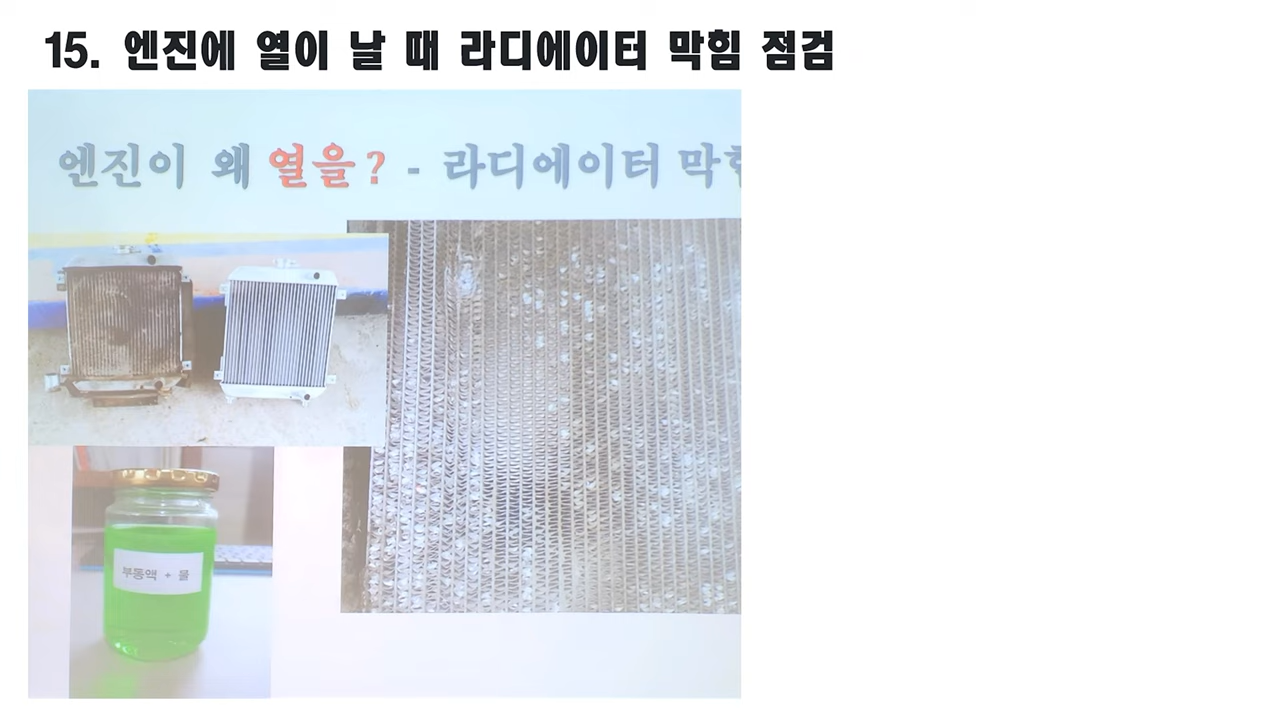 15. 엔진에 열이 날 때 라디에이터 막힘 점검
엔진이 왜 열을? - 라디에이터
부동액 + 물